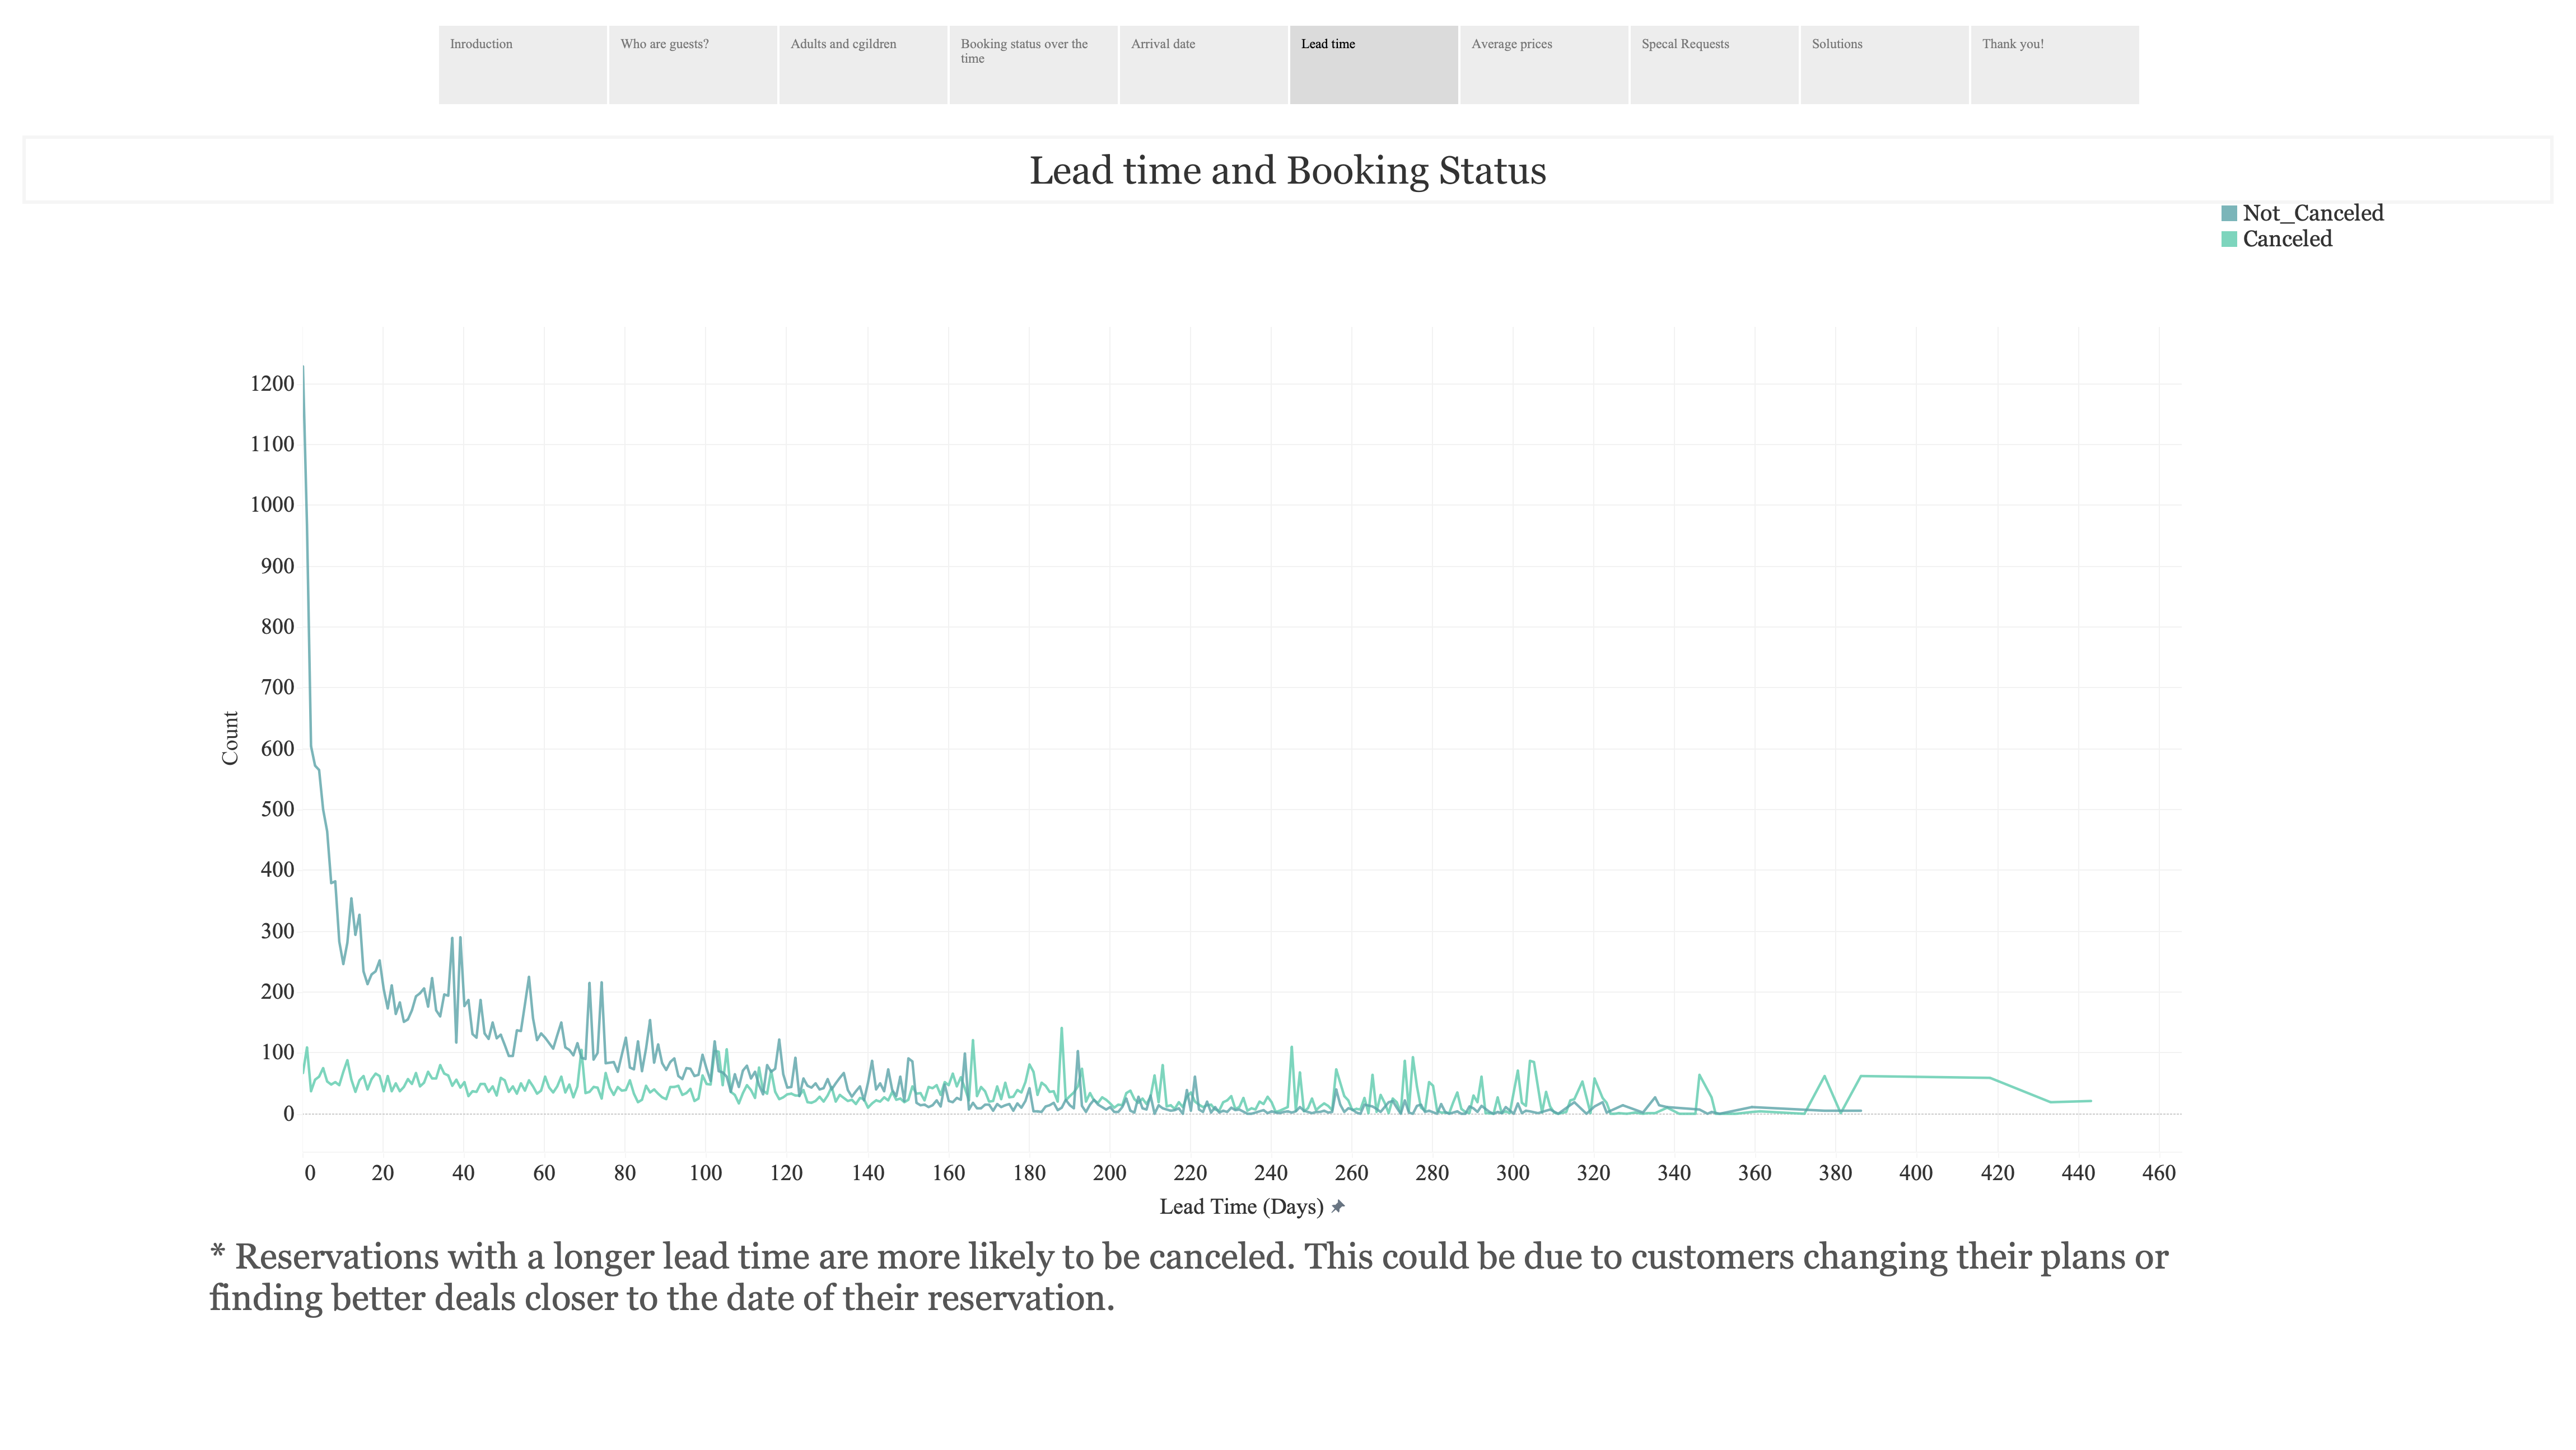 Inroduction
Who are guests?
Adults and cgildren
Booking status over the
time
Arrival date
Lead time
Average prices
Specal Requests
Solutions
Thank you!
Lead time and Booking Status
Not_Canceled
Canceled
1200
1100
1000
900
800
700
600
500
400
300
200
100
0
Count
0 20 40 60 80 100 120 140 160 180 200 220 240 260 280 300 320 340 360 380 400 420 440 460
Lead Time (Days)
* Reservations with a longer lead time are more likely to be canceled. This could be due to customers changing their plans or
finding better deals closer to the date of their reservation.